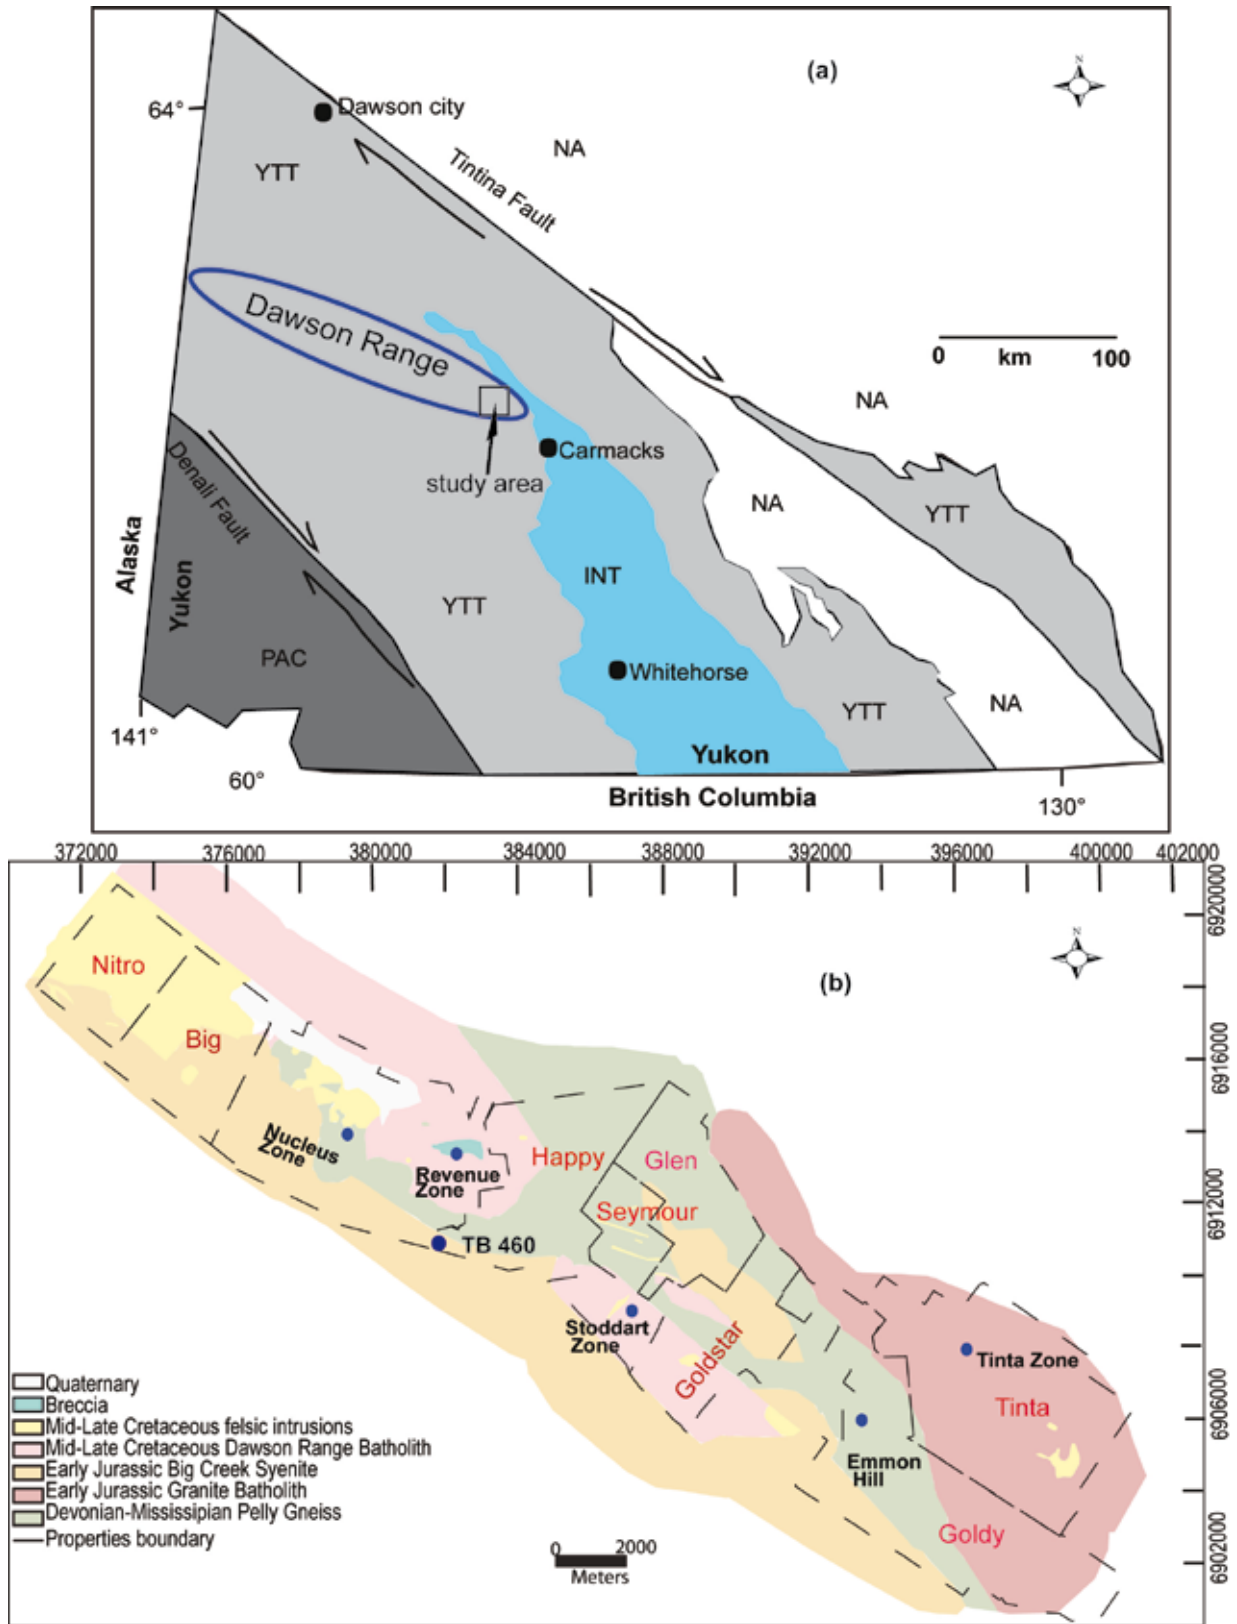 (a)
N
64°
Dawson city
NA
YTT
Tintina Fault
Dawson Range
0 km 100
NA
Carmacks
study area
Denali Fault
NA
YTT
Alaska
Yukon
INT
YTT
PAC
Whitehorse
YTT
NA
141°
Yukon
60°
British Columbia
130°
372000 376000 380000 384000 388000 392000 396000 400000 402000
6920000
N
Nitro
(b)
Big
6916000
Nucleus
Zone
Revenue
Zone
Happy
Glen
Seymour
6912000
TB 460
Stoddart
Zone
Goldstar
Tinta Zone
Tinta
6906000
Emmon
Hill
Goldy
6902000
Quaternary
Breccia
Mid-Late Cretaceous felsic intrusions
Mid-Late Cretaceous Dawson Range Batholith
Early Jurassic Big Creek Syenite
Early Jurassic Granite Batholith
Devonian-Mississipian Pelly Gneiss
Properties boundary
0 2000
Meters